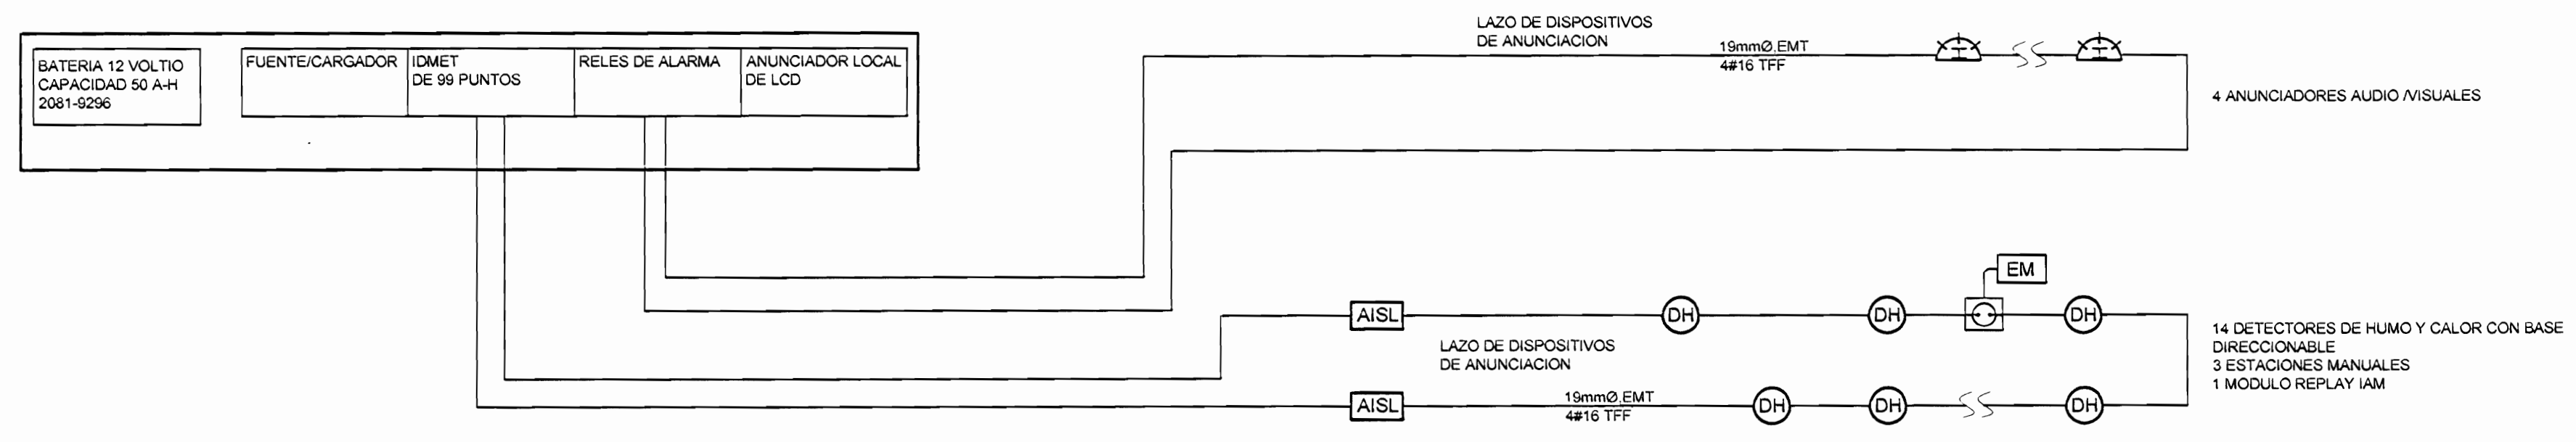 BATERIA 12 VOLTIO
CAPACIDAD 50 A-H
2081-9296
FUENTE/CARGADOR
IDMET
DE 99 PUNTOS
RELES DE ALARMA
ANUNCIADOR LOCAL
DE LCD
LAZO DE DISPOSITIVOS
DE ANUNCIACION
19mmØ,EMT
4#16 TFF
4 ANUNCIADORES AUDIO /VISUALES
EM
AISL
DH
DH
DH
LAZO DE DISPOSITIVOS
DE ANUNCIACION
14 DETECTORES DE HUMO Y CALOR CON BASE
DIRECCIONABLE
3 ESTACIONES MANUALES
1 MODULO REPLAY IAM
AISL
19mmØ,EMT
4#16 TFF
DH
DH
DH